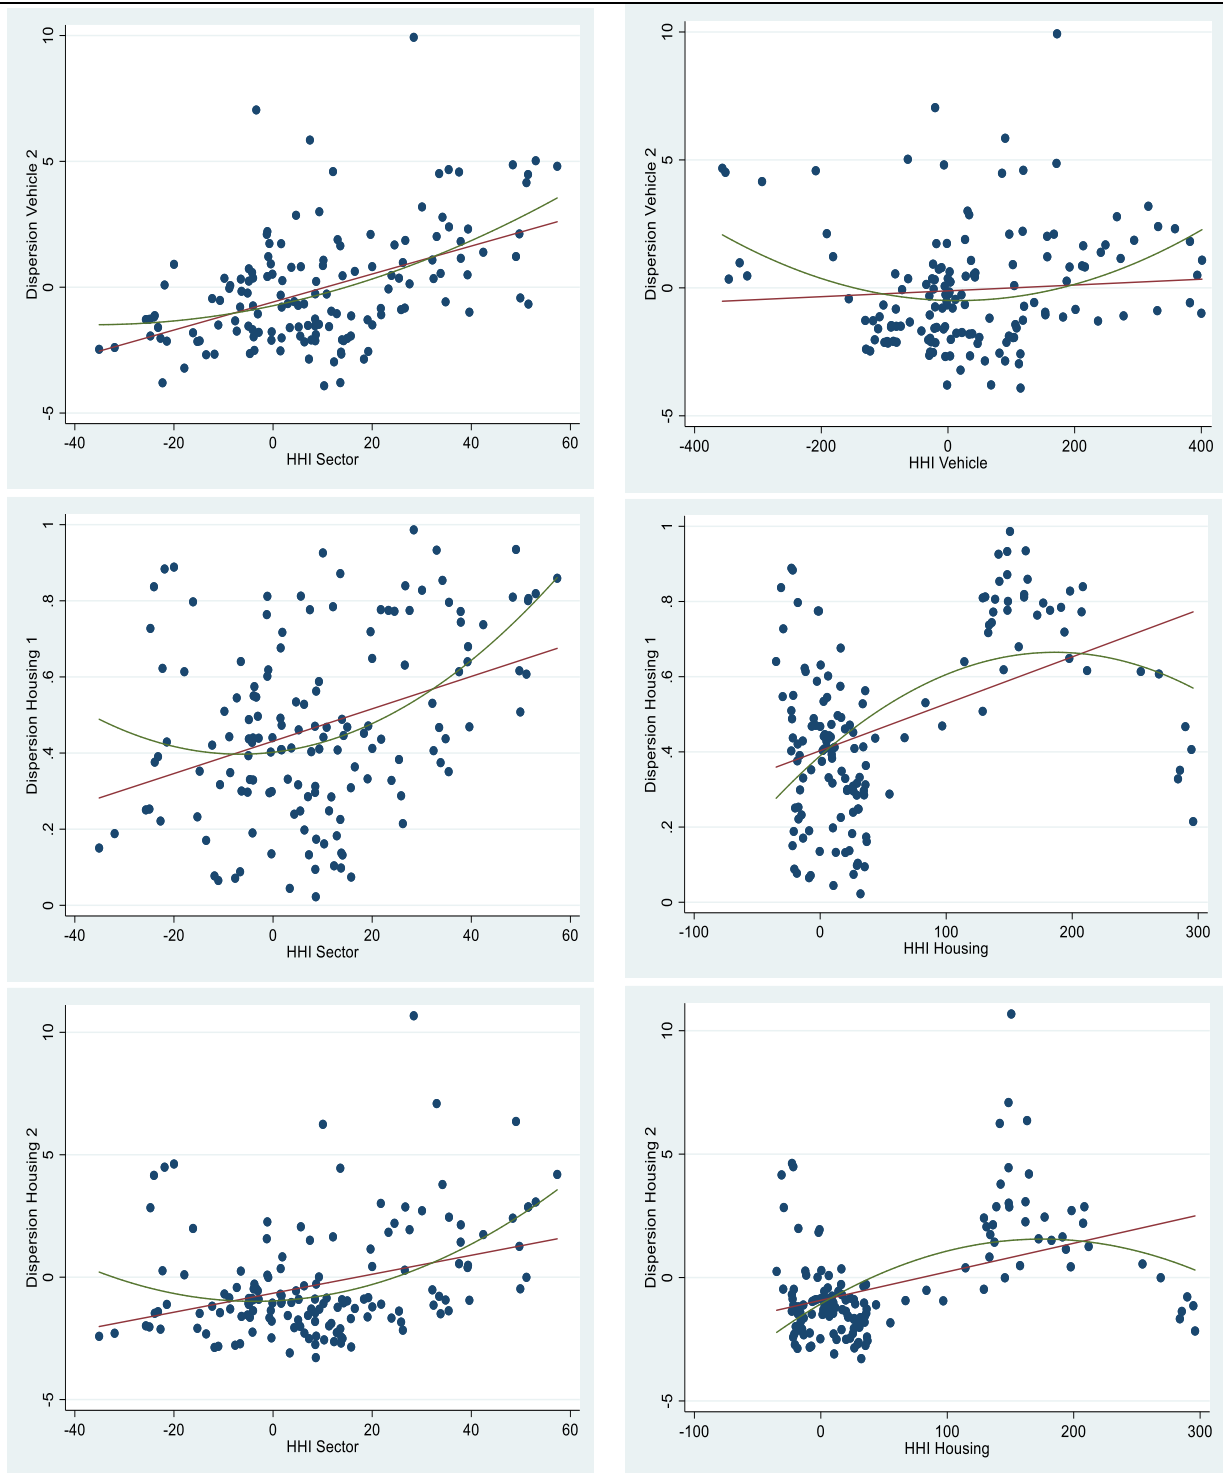 Dispersion Vehicle 2
10
5
0
-5
-40 -20 0 20 40 60
HHI Sector
Dispersion Vehicle 2
10
5
0
-5
-400 -200 0 200 400
HHI Vehicle
Dispersion Housing 1
1
.8
.6
.4
.2
0
-40 -20 0 20 40 60
HHI Sector
Dispersion Housing 1
1
.8
.6
.4
.2
0
-100 0 100 200 300
HHI Housing
Dispersion Housing 2
10
5
0
-5
-40 -20 0 20 40 60
HHI Sector
Dispersion Housing 2
10
5
0
-5
-100 0 100 200 300
HHI Housing